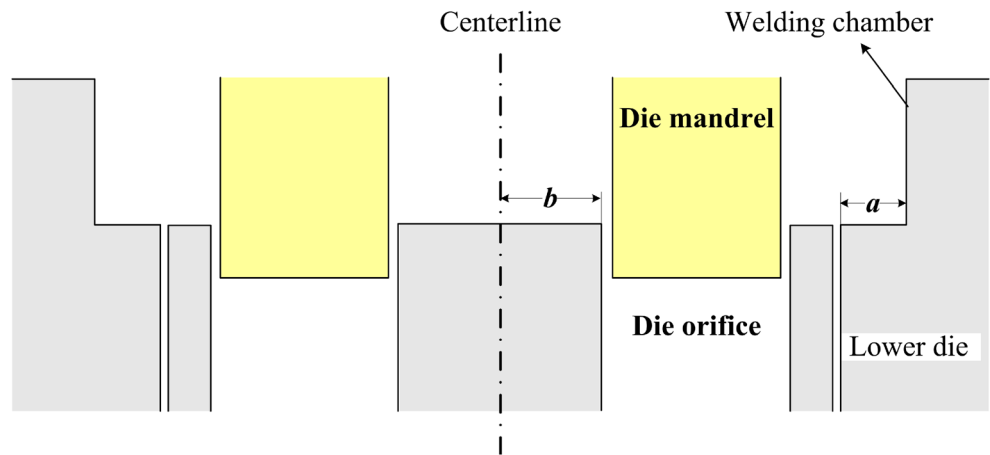 Centerline
Welding chamber
Die mandrel
b
a
Die orifice
Lower die